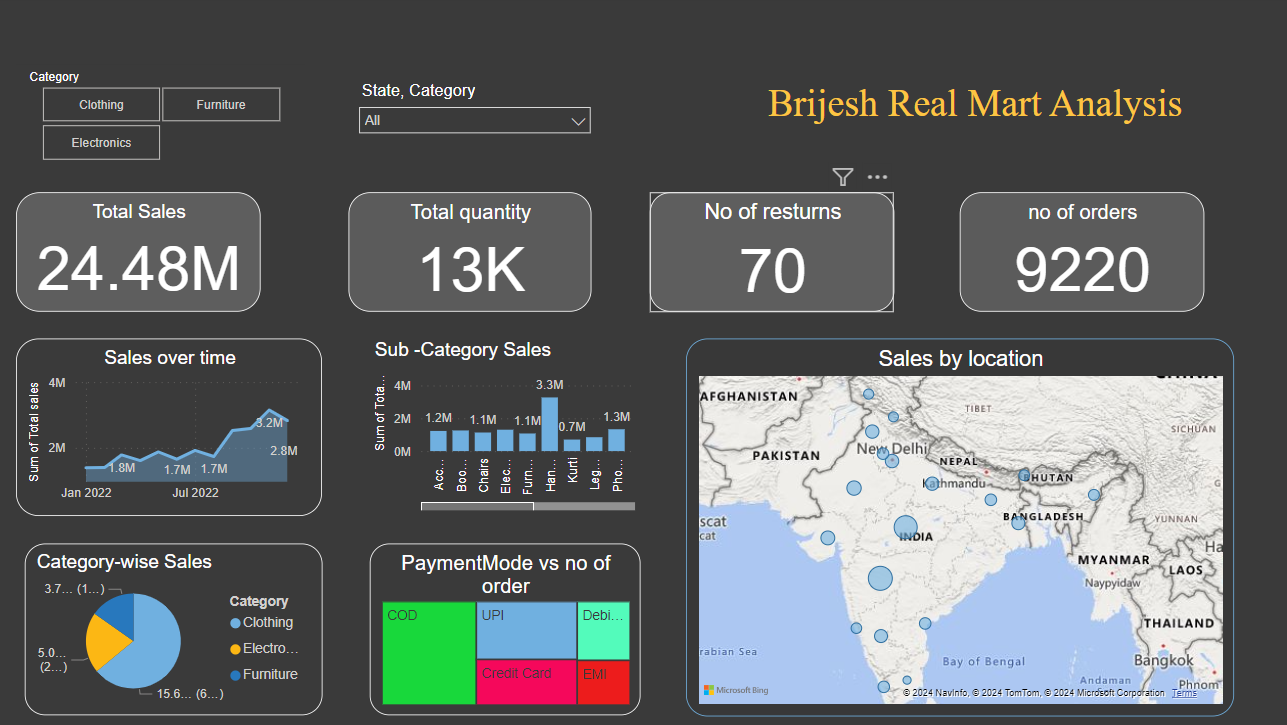 Category
Clothing
Furniture
Electronics
State, Category
All
Brijesh Real Mart Analysis
Total Sales
24.48M
Total quantity
13K
No of resturns
70
no of orders
9220
Sales over time
Sum of Total sales
4M
2M
1.8M
1.7M
1.7M
3.2M
2.8M
Jan 2022
Jul 2022
Sub -Category Sales
Sum of Tota...
4M
2M
0M
1.2M
1.1M
1.1M
3.3M
0.7M
1.3M
Acc...
Boo...
Chairs
Elec...
Furn...
Han...
Kurti
Leg...
Pho...
Sales by location
CHINA
AFGHANISTAN
TIBET
SICHUAN
New Delhi
PAKISTAN
NEPAL
Kathmandu
BHUTAN
BANGLADESH
YUNNAN
scat
cat
INDIA
Ha
MYANMAR
LAOS
Naypyidaw
THAILAND
rabian Sea
Bay of Bengal
Bangkok
Andaman
Phnom
Microsoft Bing
© 2024 NavInfo, © 2024 TomTom, © 2024 Microsoft Corporation Terms
Category-wise Sales
3.7... (1...)
5.0...
(2...)
15.6... (6...)
Category
Clothing
Electro...
Furniture
PaymentMode vs no of
order
COD
UPI
Debi...
Credit Card
EMI